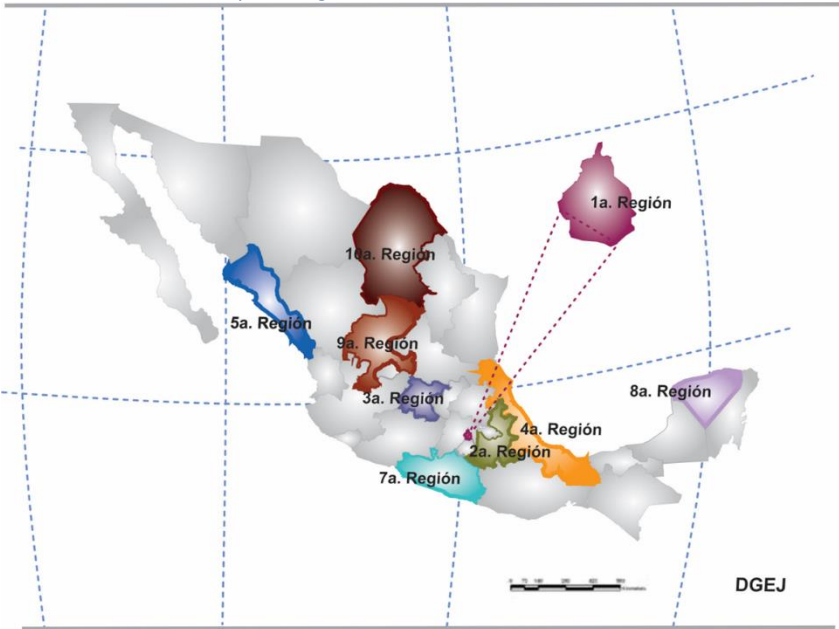 1a. Región
10a. Región
5a. Región
9a. Región
8a. Región
3a. Región
4a. Región
2a. Región
7a. Región
DGEJ